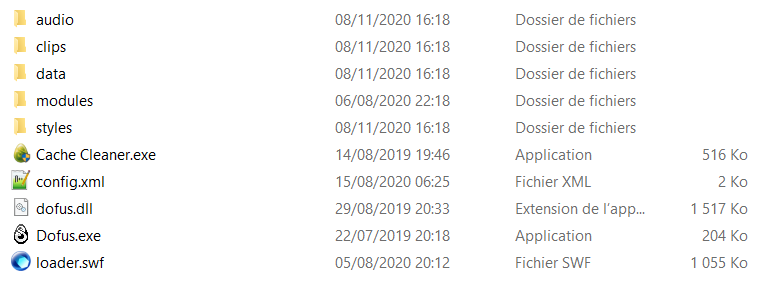 audio 08/11/2020 16:18 Dossier de fichiers
clips 08/11/2020 16:18 Dossier de fichiers
data 08/11/2020 16:18 Dossier de fichiers
modules 06/08/2020 22:18 Dossier de fichiers
styles 08/11/2020 16:18 Dossier de fichiers
Cache Cleaner.exe 14/08/2019 19:46 Application 516 Ko
config.xml 15/08/2020 06:25 Fichier XML 2 Ko
dofus.dll 29/08/2019 20:33 Extension de l'app... 1 517 Ko
Dofus.exe 22/07/2019 20:18 Application 204 Ko
loader.swf 05/08/2020 20:12 Fichier SWF 1 055 Ko